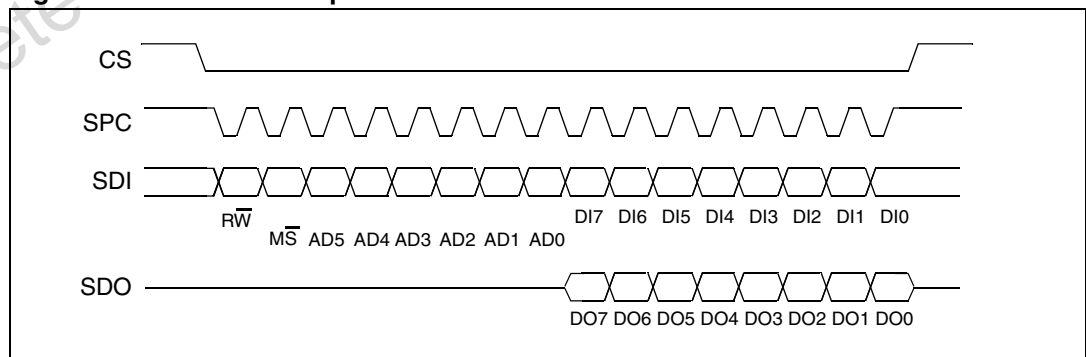 CS
SPC
SDI
RW̅
DI7 DI6 DI5 DI4 DI3 DI2 DI1 DI0
MS̅ AD5 AD4 AD3 AD2 AD1 AD0
SDO
DO7 DO6 DO5 DO4 DO3 DO2 DO1 DO0